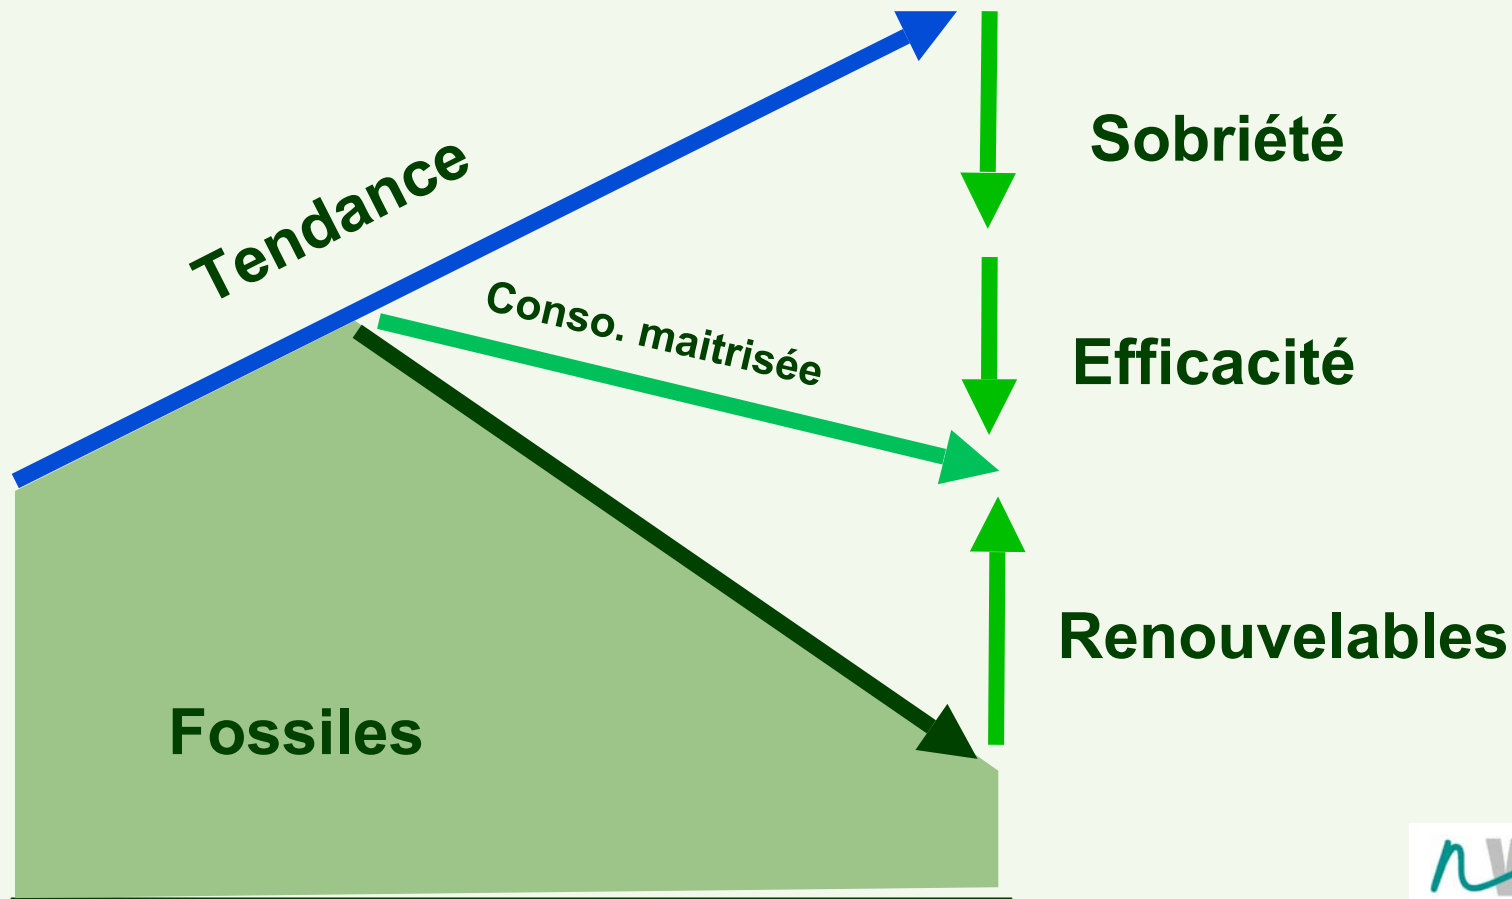 Sobriété
Tendance
Conso. maitrisée
Efficacité
Renouvelables
Fossiles